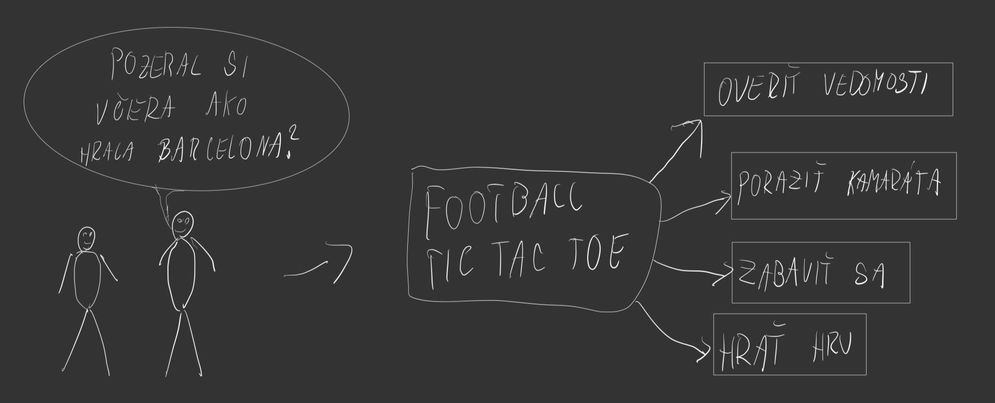 POZERAL SI
VČERA AKO
HRALA BARCELONA?
FOOTBALL
TIC TAC TOE
OVERIŤ VEDOMOSTI
PORAZIŤ KAMARÁTA
ZABAVIŤ SA
HRAŤ HRU